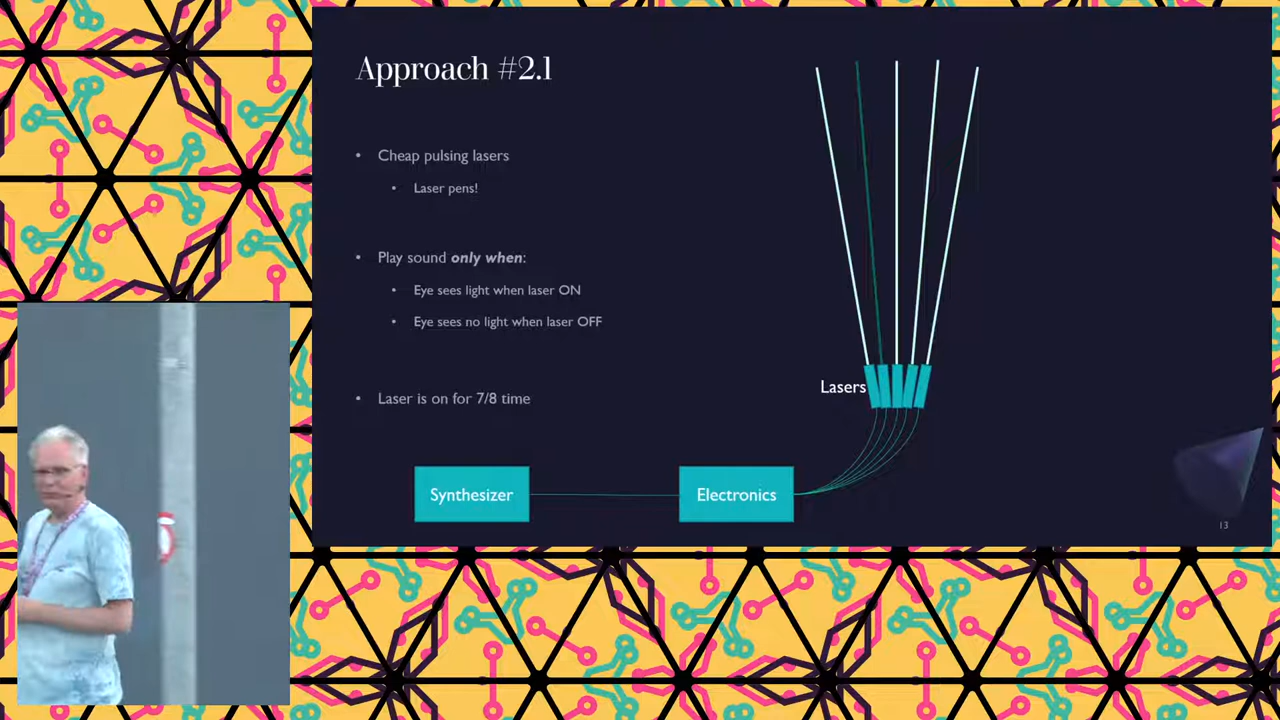 Approach #2.1
• Cheap pulsing lasers
• Laser pens!
• Play sound only when:
• Eye sees light when laser ON
• Eye sees no light when laser OFF
• Laser is on for 7/8 time
Lasers
Synthesizer
Electronics
13